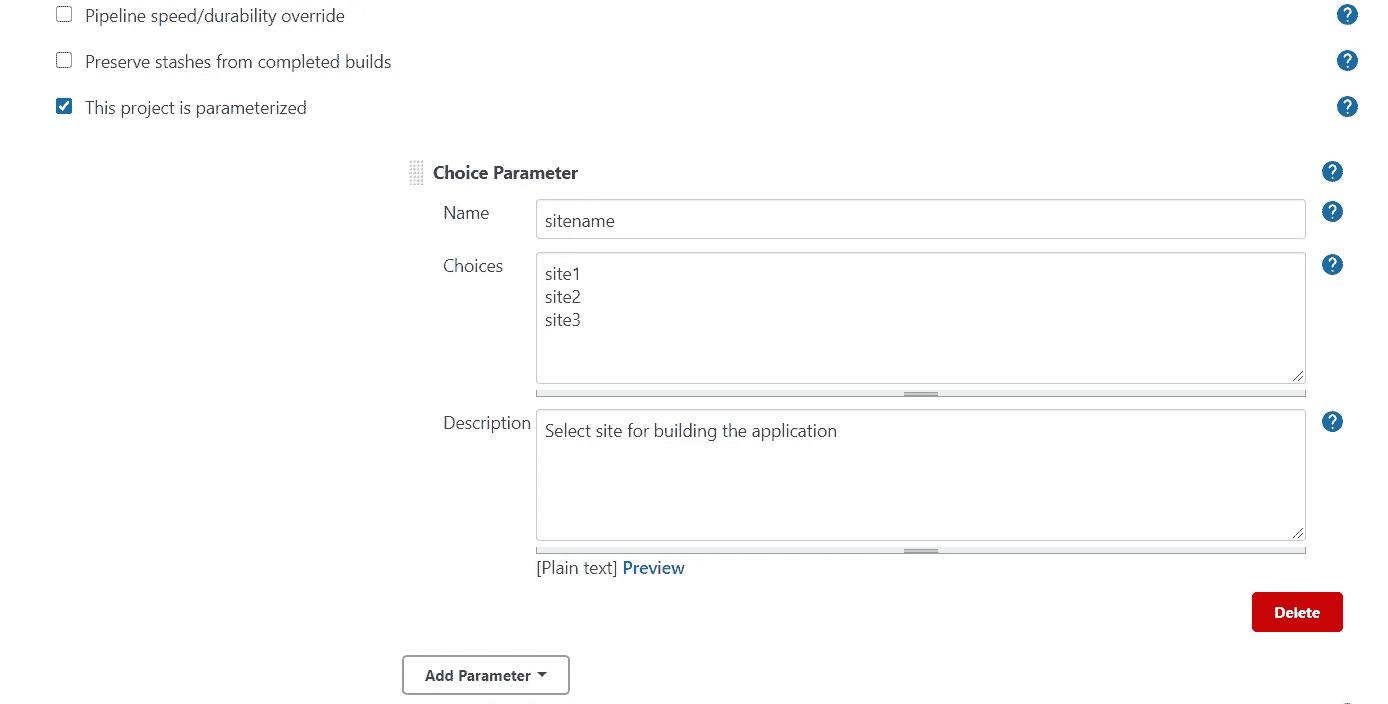 Pipeline speed/durability override ?
Preserve stashes from completed builds ?
This project is parameterized ?
Choice Parameter ?
Name sitename ?
Choices site1 ?
site2
site3
Description Select site for building the application ?
[Plain text] Preview
Delete
Add Parameter